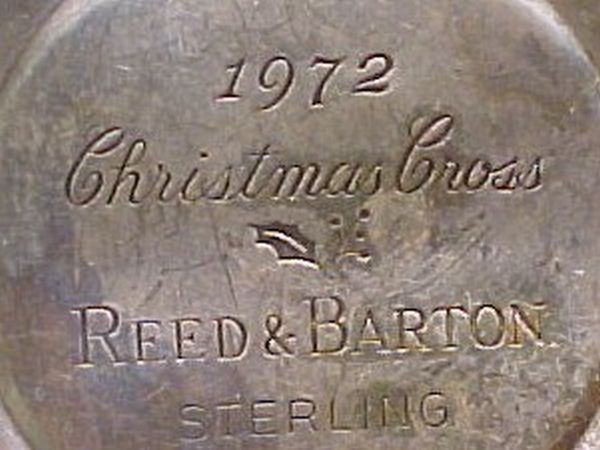 1972
Christmas Cross
REED & BARTON
STERLING